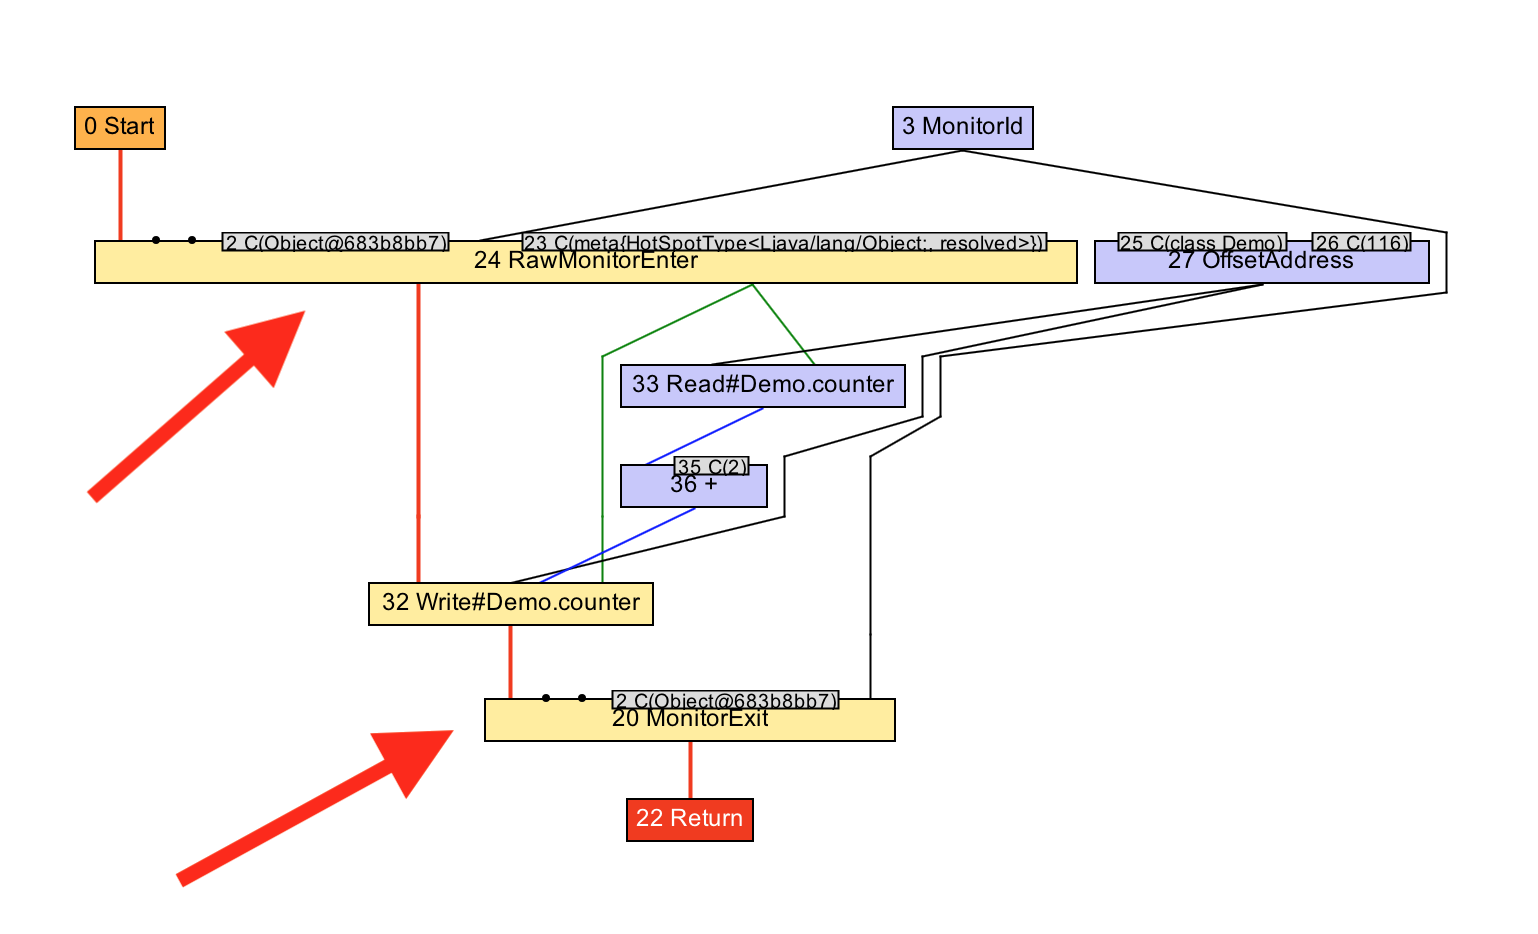 0 Start
3 MonitorId
2 C(Object@683b8bb7)
23 C(meta{HotSpotType<Ljava/lang/Object;, resolved>})
24 RawMonitorEnter
25 C(class Demo)
26 C(116)
27 OffsetAddress
33 Read#Demo.counter
35 C(2)
36 +
32 Write#Demo.counter
2 C(Object@683b8bb7)
20 MonitorExit
22 Return